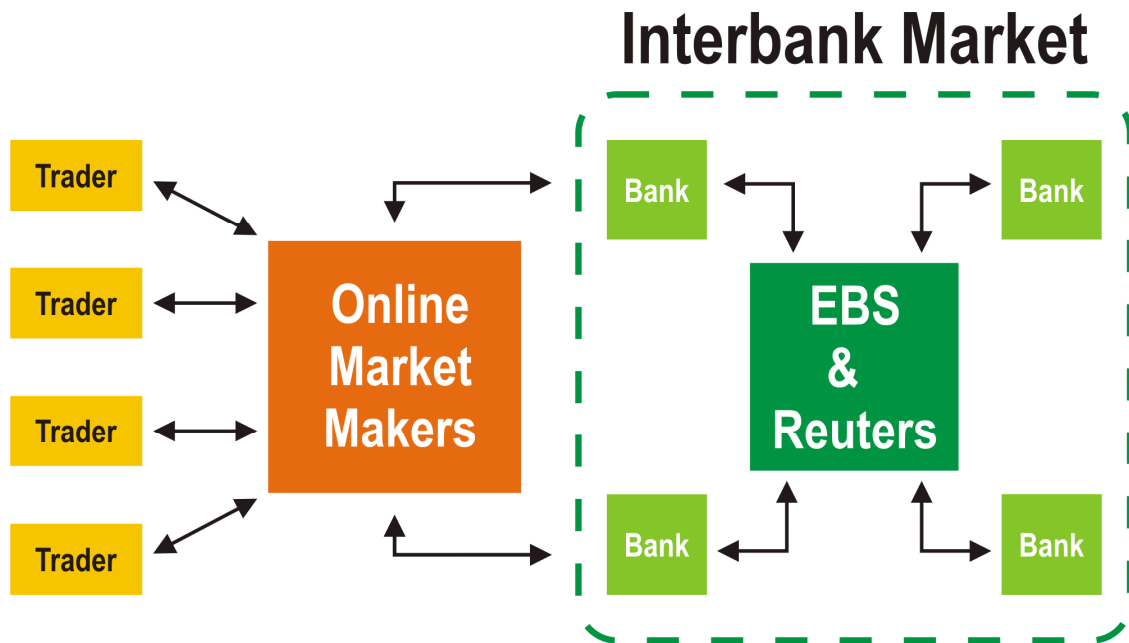 Interbank Market
Trader
Trader
Trader
Trader
Online
Market
Makers
Bank
Bank
EBS
&
Reuters
Bank
Bank